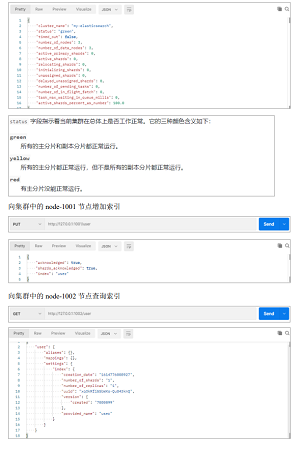 Pretty Raw Preview Visualize JSON
1 {
2 "cluster_name": "my-elasticsearch",
3 "status": "green",
4 "timed_out": false,
5 "number_of_nodes": 3,
6 "number_of_data_nodes": 3,
7 "active_primary_shards": 0,
8 "active_shards": 0,
9 "relocating_shards": 0,
10 "initializing_shards": 0,
11 "unassigned_shards": 0,
12 "delayed_unassigned_shards": 0,
13 "number_of_pending_tasks": 0,
14 "number_of_in_flight_fetch": 0,
15 "task_max_waiting_in_queue_millis": 0,
16 "active_shards_percent_as_number": 100.0
status 字段指示着当前集群在总体上是否工作正常。它的三种颜色含义如下：
green
所有的主分片和副本分片都正常运行。
yellow
所有的主分片都正常运行，但不是所有的副本分片都正常运行。
red
有主分片没能正常运行。
向集群中的 node-1001 节点增加索引
PUT http://127.0.0.1:1001/user Send
Pretty Raw Preview Visualize JSON
1 {
2 "acknowledged": true,
3 "shards_acknowledged": true,
4 "index": "user"
向集群中的 node-1002 节点查询索引
GET http://127.0.0.1:1002/user Send
Pretty Raw Preview Visualize JSON
1 {
2 "user": {
3 "aliases": {},
4 "mappings": {},
5 "settings": {
6 "index": {
7 "creation_date":
8 "number_of_shards": "1",
9 "number_of_replicas": "1",
10 "uuid":
11 "version": {
12 "created": "7080099"
13 },
14 "provided_name": "user"
15 }
16 }
17 }
18 }